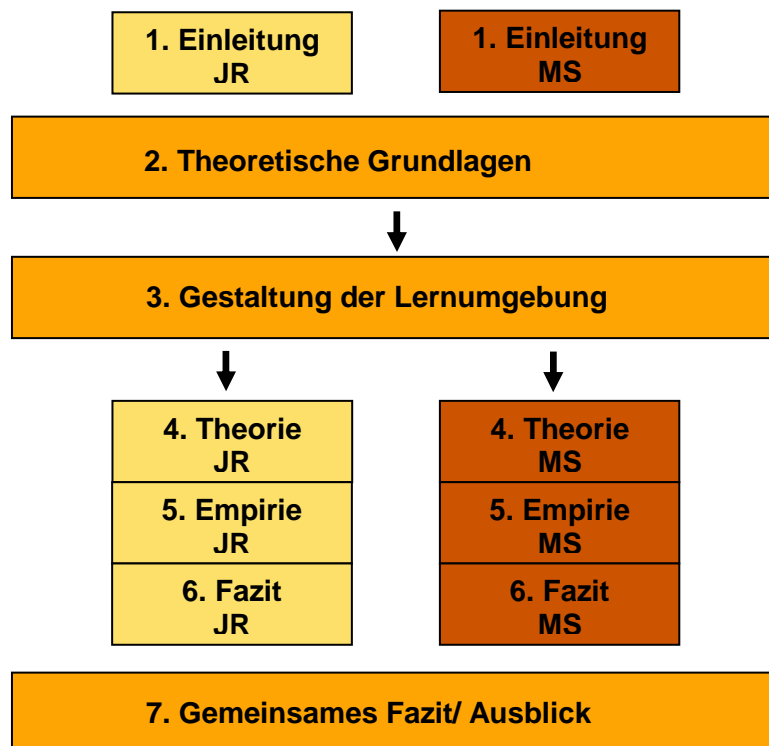 1. Einleitung
JR
1. Einleitung
MS
2. Theoretische Grundlagen
3. Gestaltung der Lernumgebung
4. Theorie
JR
5. Empirie
JR
6. Fazit
JR
4. Theorie
MS
5. Empirie
MS
6. Fazit
MS
7. Gemeinsames Fazit/ Ausblick